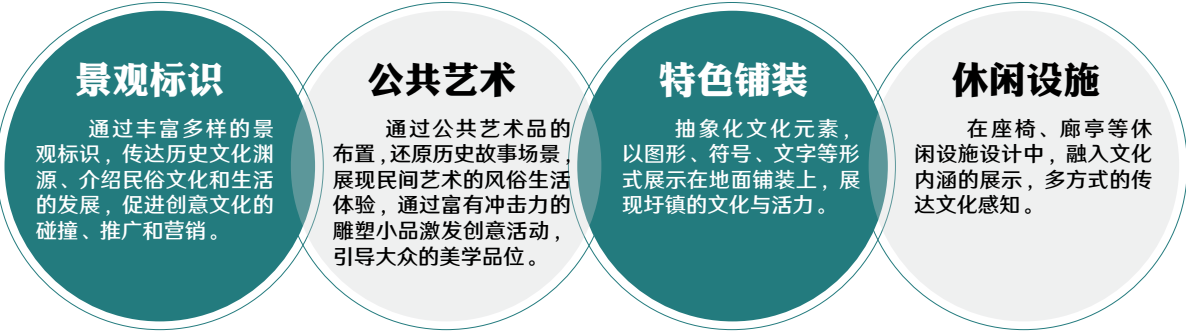 景观标识
通过丰富多样的景
观标识，传达历史文化渊
源、介绍民俗文化和生活
的发展，促进创意文化的
碰撞、推广和营销。
公共艺术
通过公共艺术品的
布置，还原历史故事场景，
展现民间艺术的风俗生活
体验，通过富有冲击力的
雕塑小品激发创意活动，
引导大众的美学品位。
特色铺装
抽象化文化元素，
以图形、符号、文字等形
式展示在地面铺装上，展
现圩镇的文化与活力。
休闲设施
在座椅、廊亭等休
闲设施设计中，融入文化
内涵的展示，多方式的传
达文化感知。